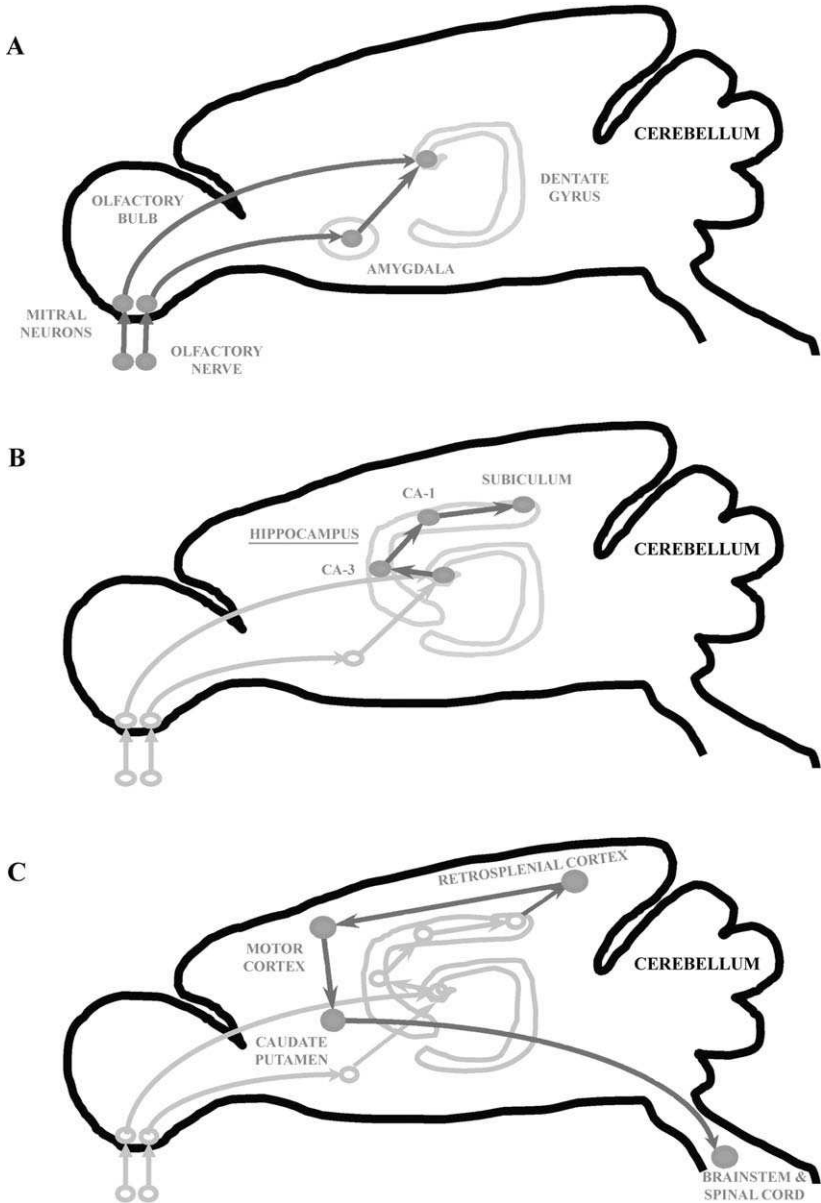 A
CEREBELLUM
DENTATE
GYRUS
OLFACTORY
BULB
AMYGDALA
MITRAL
NEURONS
OLFACTORY
NERVE
B
SUBICULUM
CA-1
HIPPOCAMPUS
CEREBELLUM
CA-3
C
RETROSPLENIAL CORTEX
MOTOR
CORTEX
CEREBELLUM
CAUDATE
PUTAMEN
BRAINSTEM &
SPINAL CORD